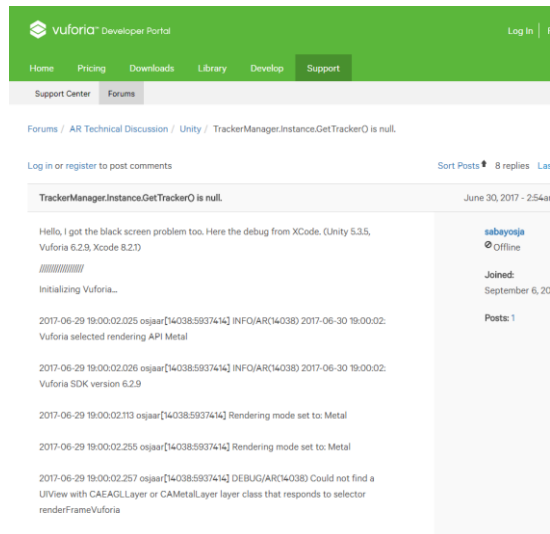 vuforia™ Developer Portal
Log In
Home Pricing Downloads Library Develop Support
Support Center Forums
Forums / AR Technical Discussion / Unity / TrackerManager.Instance.GetTracker() is null.
Log in or register to post comments
Sort Posts 8 replies
TrackerManager.Instance.GetTracker() is null.
June 30, 2017 - 2:54am
Hello, I got the black screen problem too. Here the debug from XCode. (Unity 5.3.5,
Vuforia 6.2.9, Xcode 8.2.1)
//////////////////
Initializing Vuforia...
2017-06-29 19:00:02.025 osjaar[14038:5937414] INFO/AR(14038) 2017-06-30 19:00:02:
Vuforia selected rendering API Metal
2017-06-29 19:00:02.026 osjaar[14038:5937414] INFO/AR(14038) 2017-06-30 19:00:02:
Vuforia SDK version 6.2.9
2017-06-29 19:00:02.113 osjaar[14038:5937414] Rendering mode set to: Metal
2017-06-29 19:00:02.255 osjaar[14038:5937414] Rendering mode set to: Metal
2017-06-29 19:00:02.257 osjaar[14038:5937414] DEBUG/AR(14038) Could not find a
UIView with CAEAGLLayer or CAMetalLayer layer class that responds to selector
renderFrameVuforia
sabayosja
Offline
Joined:
September 6, 20
Posts: 1